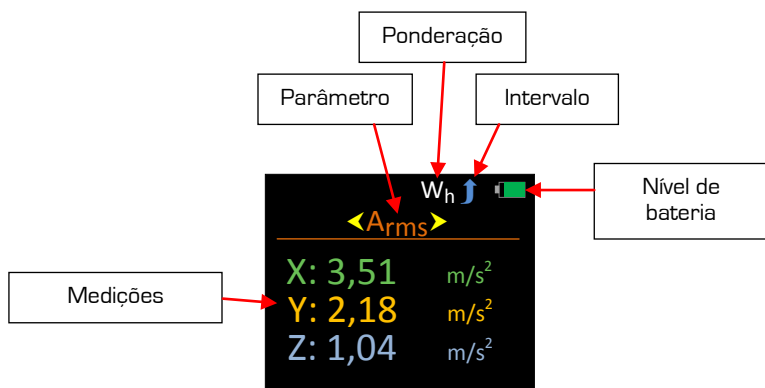 Ponderação
Parâmetro
Intervalo
Nível de
bateria
Wh
<Arms>
Medições
X: 3,51 m/s²
Y: 2,18 m/s²
Z: 1,04 m/s²